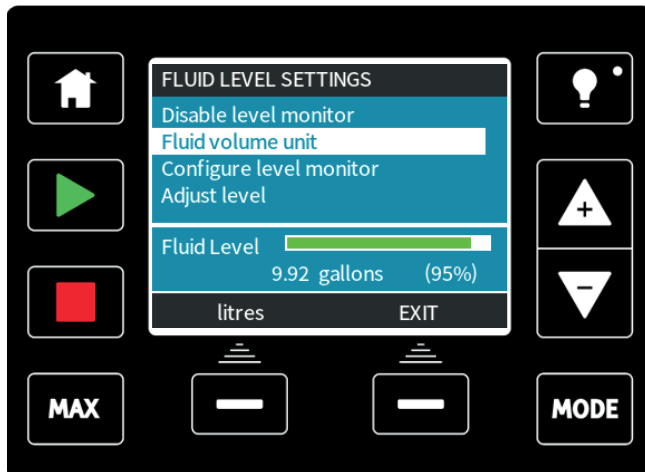 FLUID LEVEL SETTINGS
Disable level monitor
Fluid volume unit
Configure level monitor
Adjust level
+
Fluid Level
9.92 gallons (95%)
−
litres EXIT
MAX
MODE